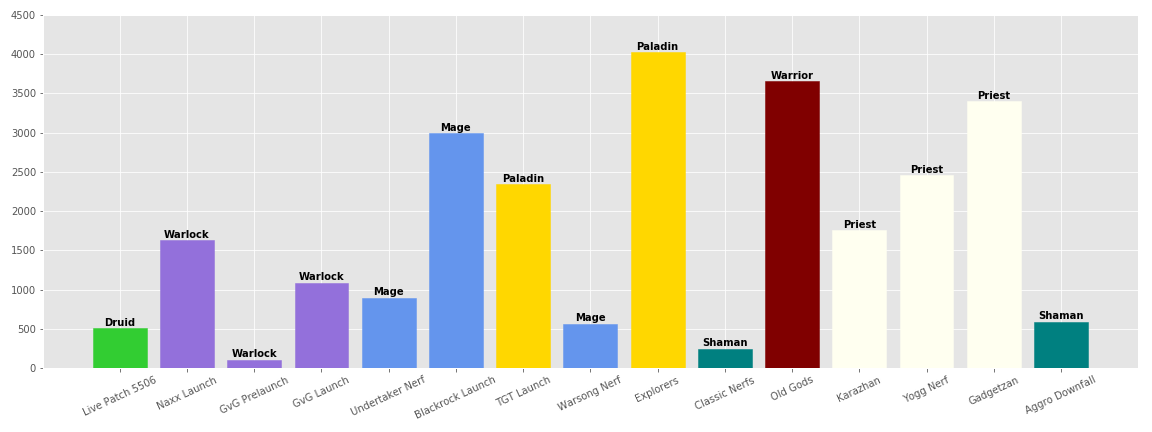 4500
4000
3500
3000
2500
2000
1500
1000
500
0
Druid
Warlock
Warlock
Warlock
Mage
Mage
Paladin
Mage
Paladin
Shaman
Warrior
Priest
Priest
Priest
Shaman
Live Patch 5506
Naxx Launch
GvG Prelaunch
GvG Launch
Undertaker Nerf
Blackrock Launch
TGT Launch
Warsong Nerf
Explorers
Classic Nerfs
Old Gods
Karazhan
Yogg Nerf
Gadgetzan
Aggro Downfall